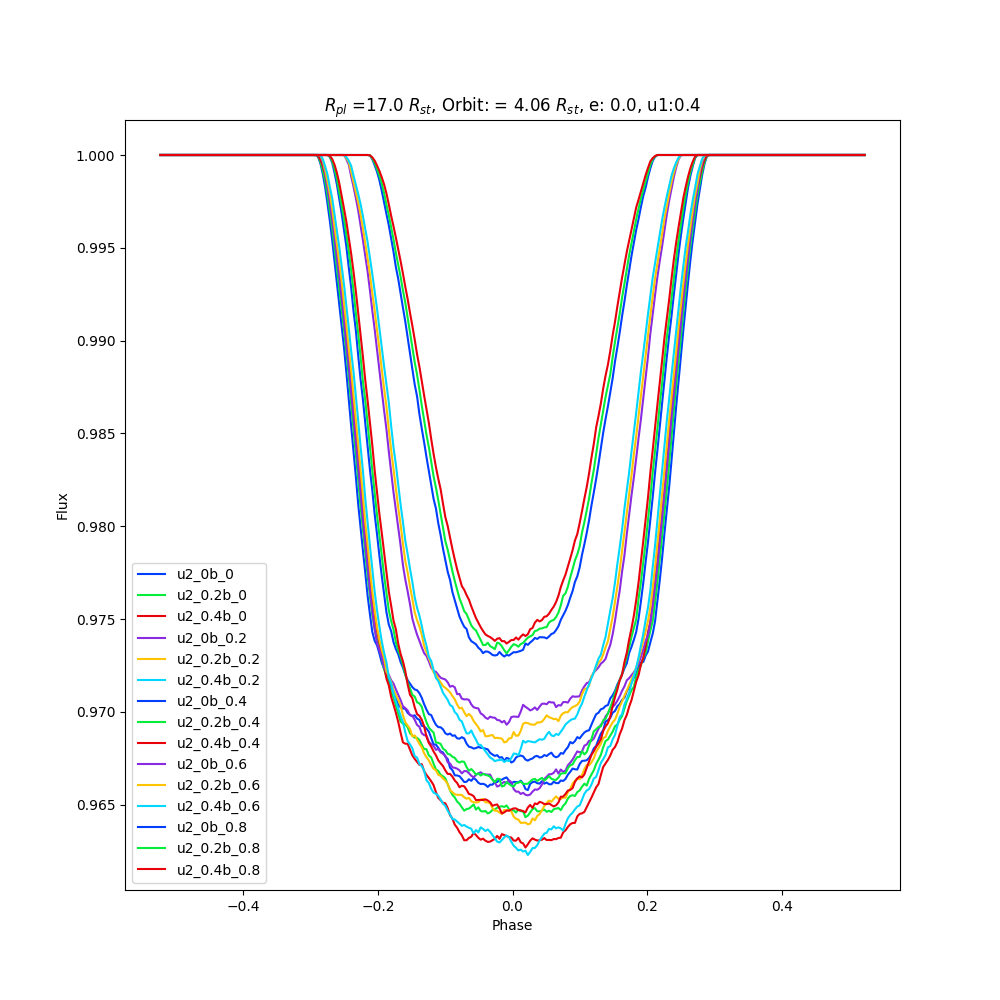 R_pl =17.0 R_st, Orbit: = 4.06 R_st, e: 0.0, u1:0.4
1.000
0.995
0.990
0.985
0.980
0.975
0.970
0.965
Flux
u2_0b_0
u2_0.2b_0
u2_0.4b_0
u2_0b_0.2
u2_0.2b_0.2
u2_0.4b_0.2
u2_0b_0.4
u2_0.2b_0.4
u2_0.4b_0.4
u2_0b_0.6
u2_0.2b_0.6
u2_0.4b_0.6
u2_0b_0.8
u2_0.2b_0.8
u2_0.4b_0.8
−0.4 −0.2 0.0 0.2 0.4
Phase